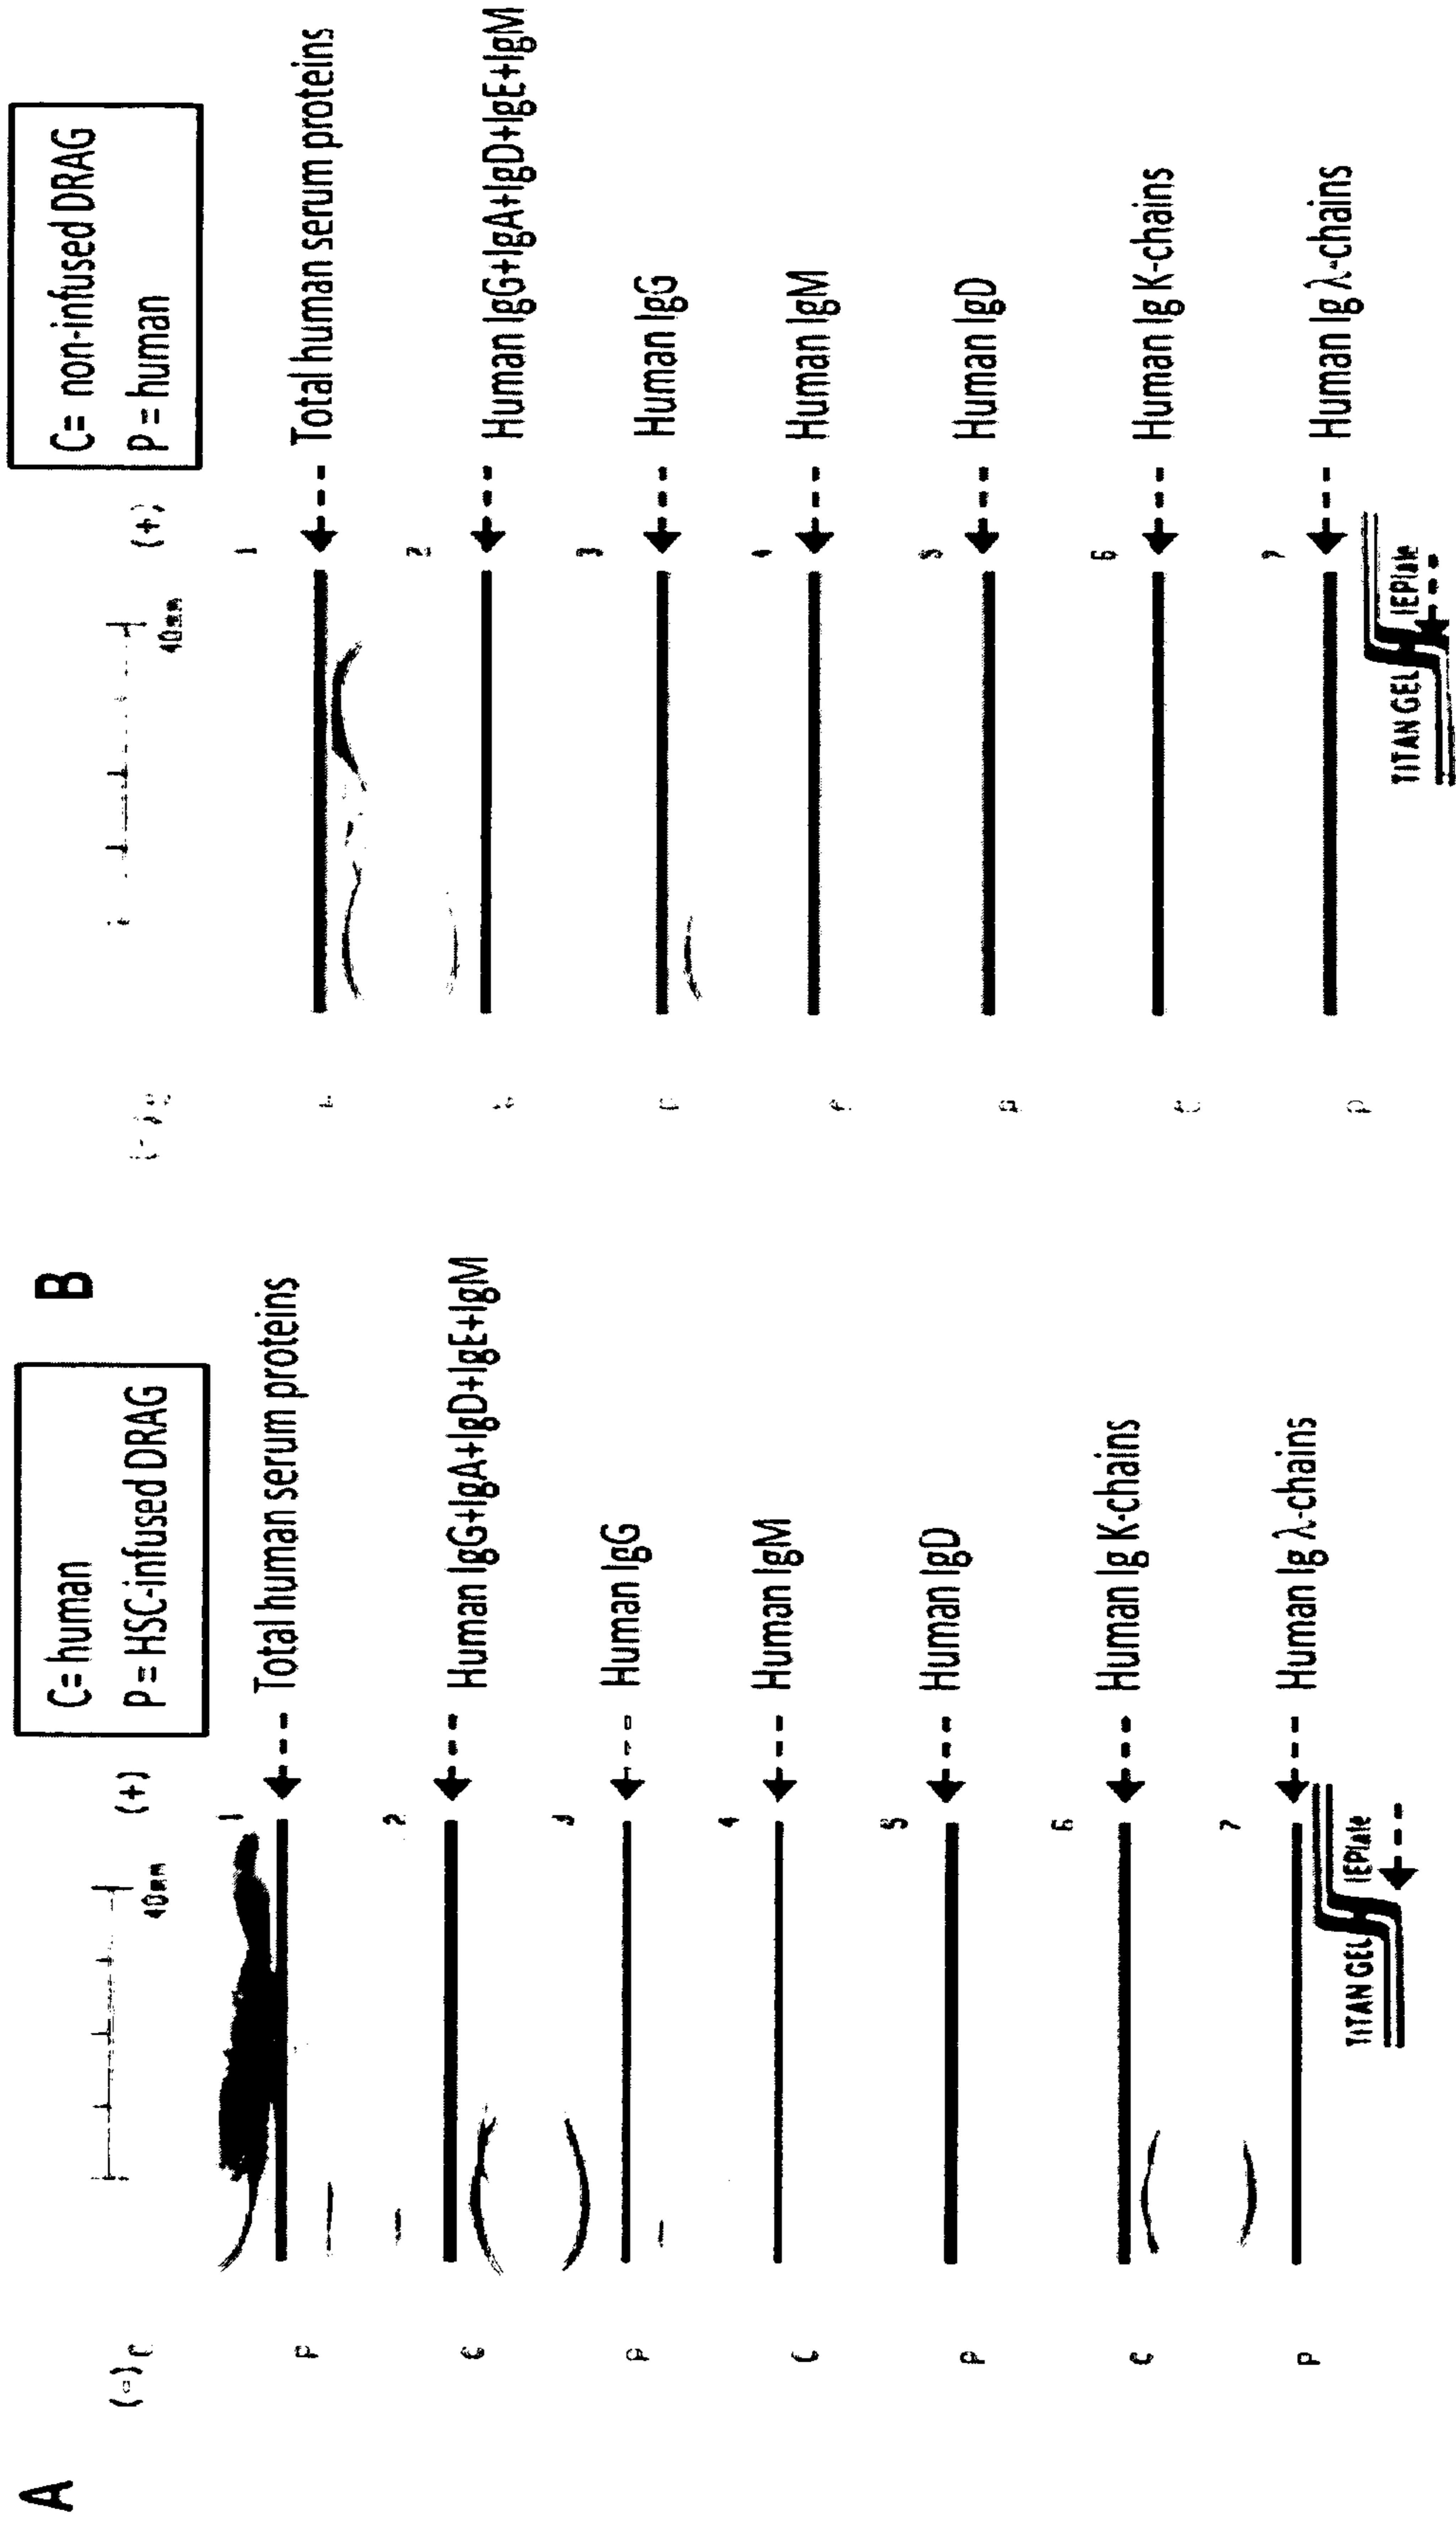 A
C= human
P= HSC-infused DRAG
(-) C
(+)
40mm
1
Total human serum proteins
P
2
Human IgG+IgA+IgD+IgE+IgM
C
3
Human IgG
P
4
Human IgM
C
5
Human IgD
P
6
Human Ig K-chains
C
7
Human Ig λ-chains
P
TITAN GEL IEPlate
B
C= non-infused DRAG
P = human
(-)
(+)
40mm
1
Total human serum proteins
2
Human IgG+IgA+IgD+IgE+IgM
3
Human IgG
4
Human IgM
5
Human IgD
6
Human Ig K-chains
7
Human Ig λ-chains
P
TITAN GEL IEPlate